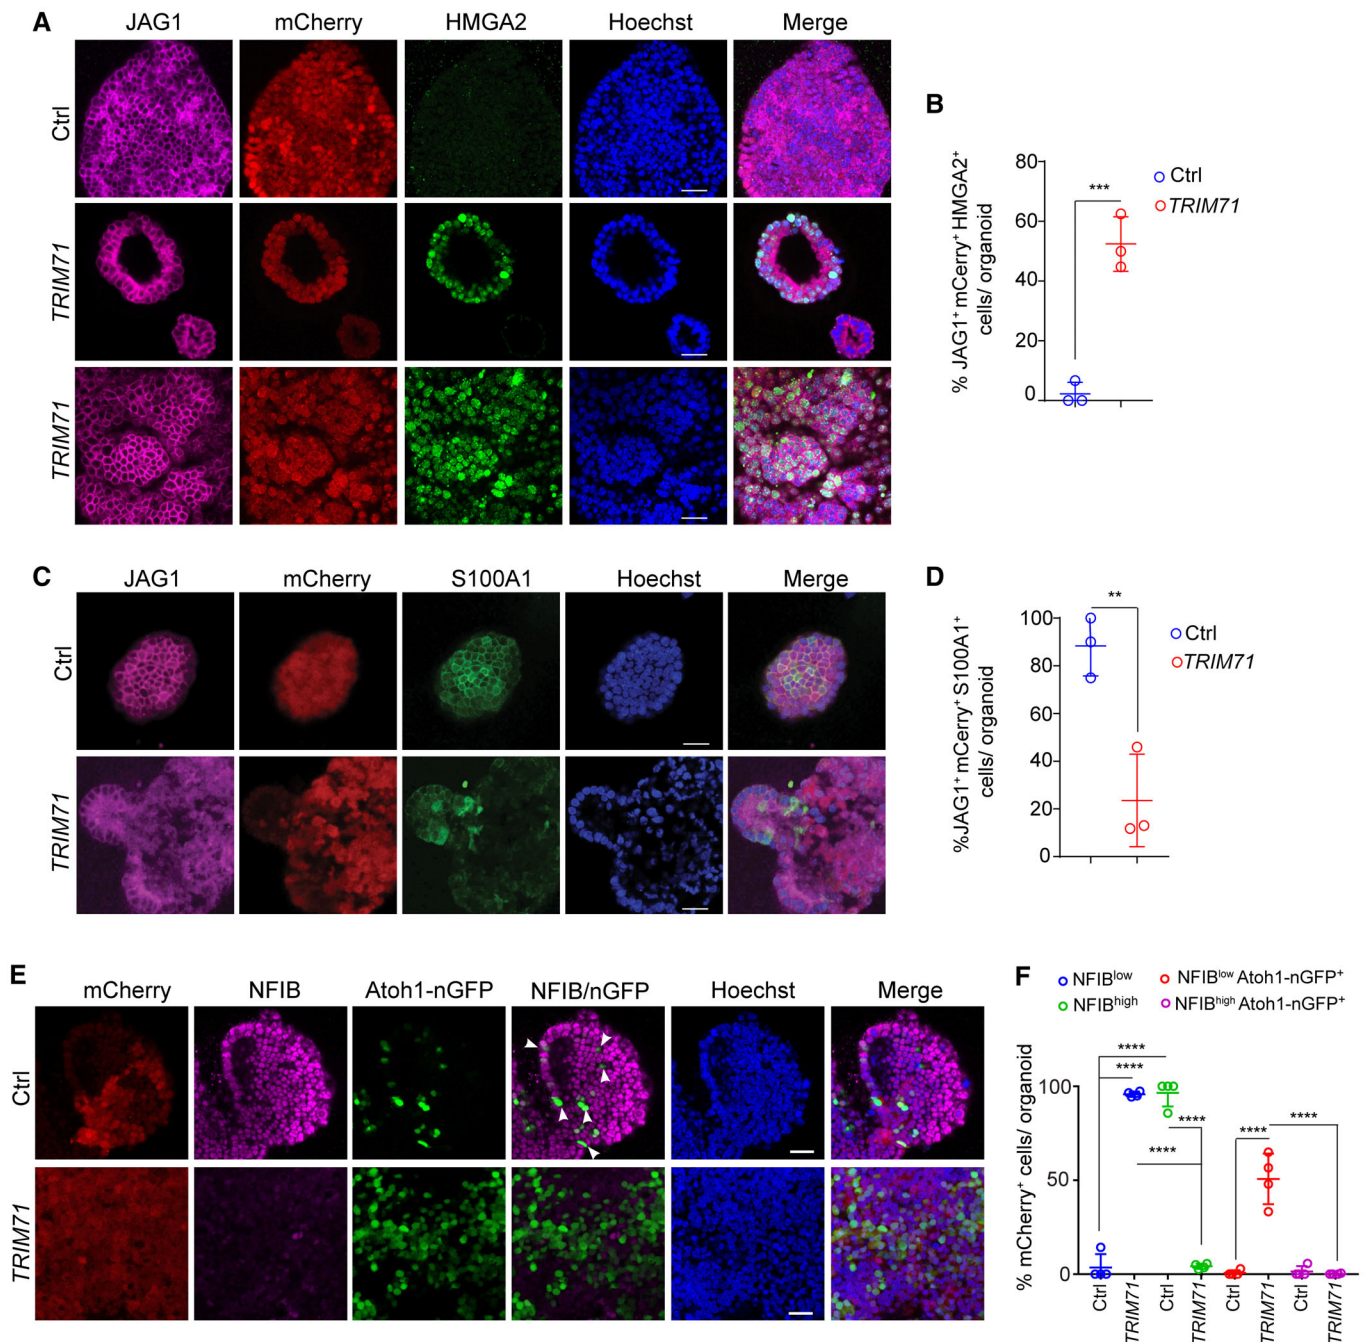 A
JAG1 mCherry HMGA2 Hoechst Merge
Ctrl
TRIM71
TRIM71
B
% JAG1⁺ mCerry⁺ HMGA2⁺
cells/ organoid
80
60
40
20
0
***
Ctrl
TRIM71
C
JAG1 mCherry S100A1 Hoechst Merge
Ctrl
TRIM71
D
%JAG1⁺ mCerry⁺ S100A1⁺
cells/ organoid
100
80
60
40
20
0
**
Ctrl
TRIM71
E
mCherry NFIB Atoh1-nGFP NFIB/nGFP Hoechst Merge
Ctrl
TRIM71
F
NFIBˡᵒʷ NFIBˡᵒʷ Atoh1-nGFP⁺
NFIBʰⁱᵍʰ NFIBʰⁱᵍʰ Atoh1-nGFP⁺
% mCherry⁺ cells/ organoid
100
50
0
****
****
****
****
****
****
Ctrl TRIM71 Ctrl TRIM71 Ctrl TRIM71 Ctrl TRIM71